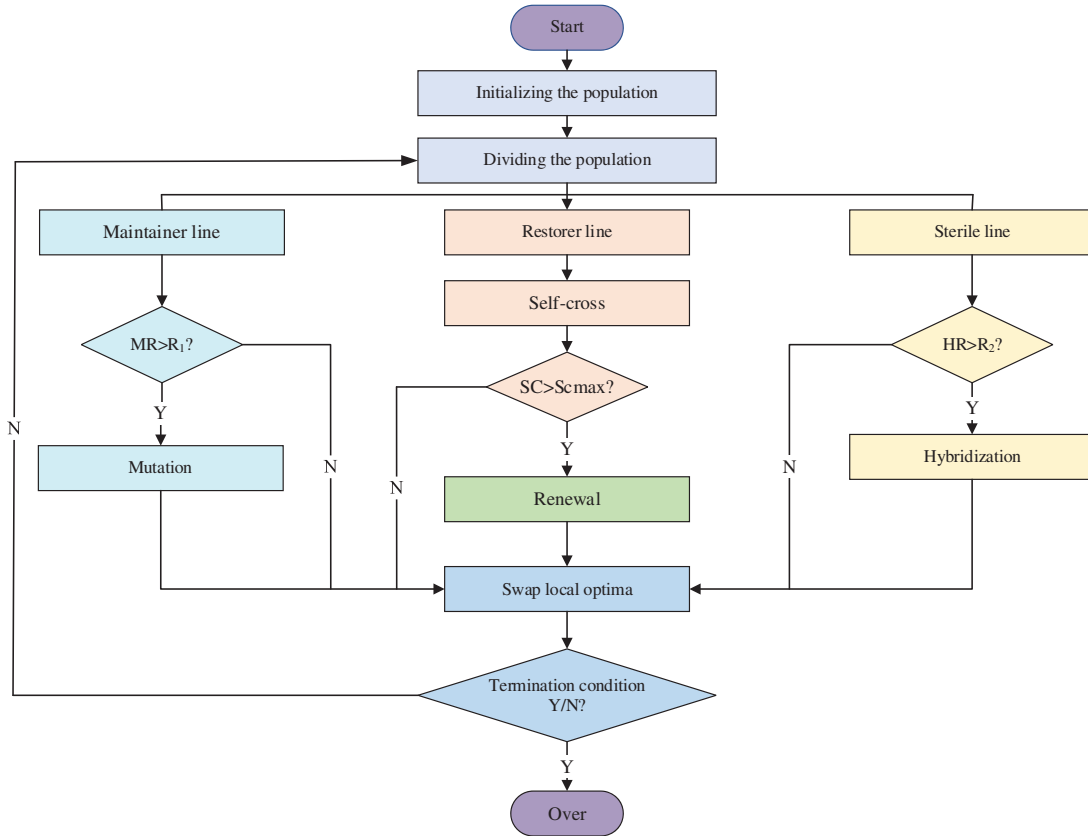 Start
Initializing the population
Dividing the population
Maintainer line
Restorer line
Sterile line
Self-cross
MR>R₁?
HR>R₂?
SC>Scmax?
Y
Y
N
Y
Mutation
N
N
N
Hybridization
Renewal
Swap local optima
Termination condition
Y/N?
Y
Over